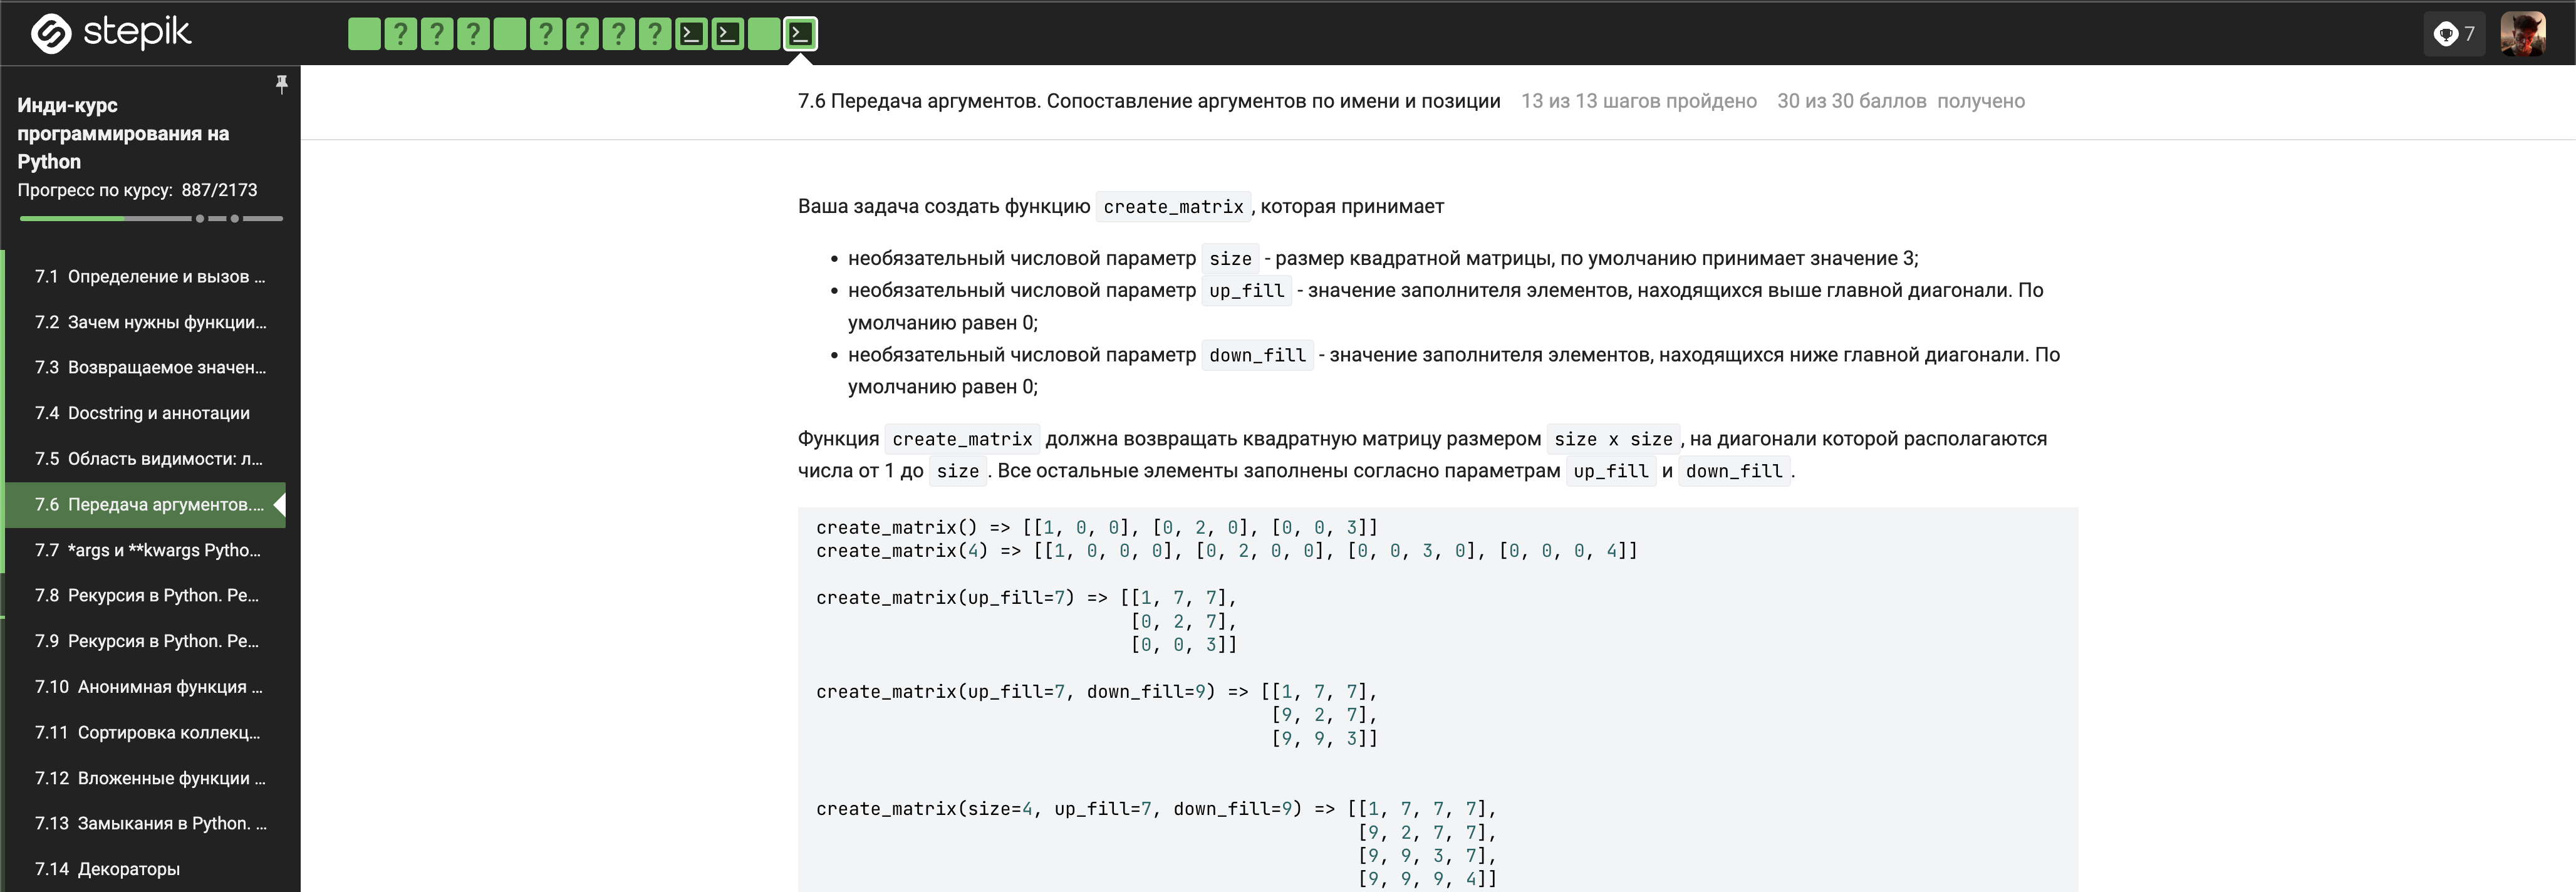 stepik
? ? ? ? ? ? ?
7
Инди-курс
программирования на
Python
Прогресс по курсу: 887/2173
7.1 Определение и вызов ...
7.2 Зачем нужны функции...
7.3 Возвращаемое значен...
7.4 Docstring и аннотации
7.5 Область видимости: л...
7.6 Передача аргументов....
7.7 *args и **kwargs Pytho...
7.8 Рекурсия в Python. Ре...
7.9 Рекурсия в Python. Ре...
7.10 Анонимная функция ...
7.11 Сортировка коллекц...
7.12 Вложенные функции ...
7.13 Замыкания в Python. ...
7.14 Декораторы
7.6 Передача аргументов. Сопоставление аргументов по имени и позиции 13 из 13 шагов пройдено 30 из 30 баллов получено
Ваша задача создать функцию create_matrix, которая принимает
• необязательный числовой параметр size - размер квадратной матрицы, по умолчанию принимает значение 3;
• необязательный числовой параметр up_fill - значение заполнителя элементов, находящихся выше главной диагонали. По
умолчанию равен 0;
• необязательный числовой параметр down_fill - значение заполнителя элементов, находящихся ниже главной диагонали. По
умолчанию равен 0;
Функция create_matrix должна возвращать квадратную матрицу размером size x size, на диагонали которой располагаются
числа от 1 до size. Все остальные элементы заполнены согласно параметрам up_fill и down_fill.
create_matrix() => [[1, 0, 0], [0, 2, 0], [0, 0, 3]]
create_matrix(4) => [[1, 0, 0, 0], [0, 2, 0, 0], [0, 0, 3, 0], [0, 0, 0, 4]]
create_matrix(up_fill=7) => [[1, 7, 7],
[0, 2, 7],
[0, 0, 3]]
create_matrix(up_fill=7, down_fill=9) => [[1, 7, 7],
[9, 2, 7],
[9, 9, 3]]
create_matrix(size=4, up_fill=7, down_fill=9) => [[1, 7, 7, 7],
[9, 2, 7, 7],
[9, 9, 3, 7],
[9, 9, 9, 4]]